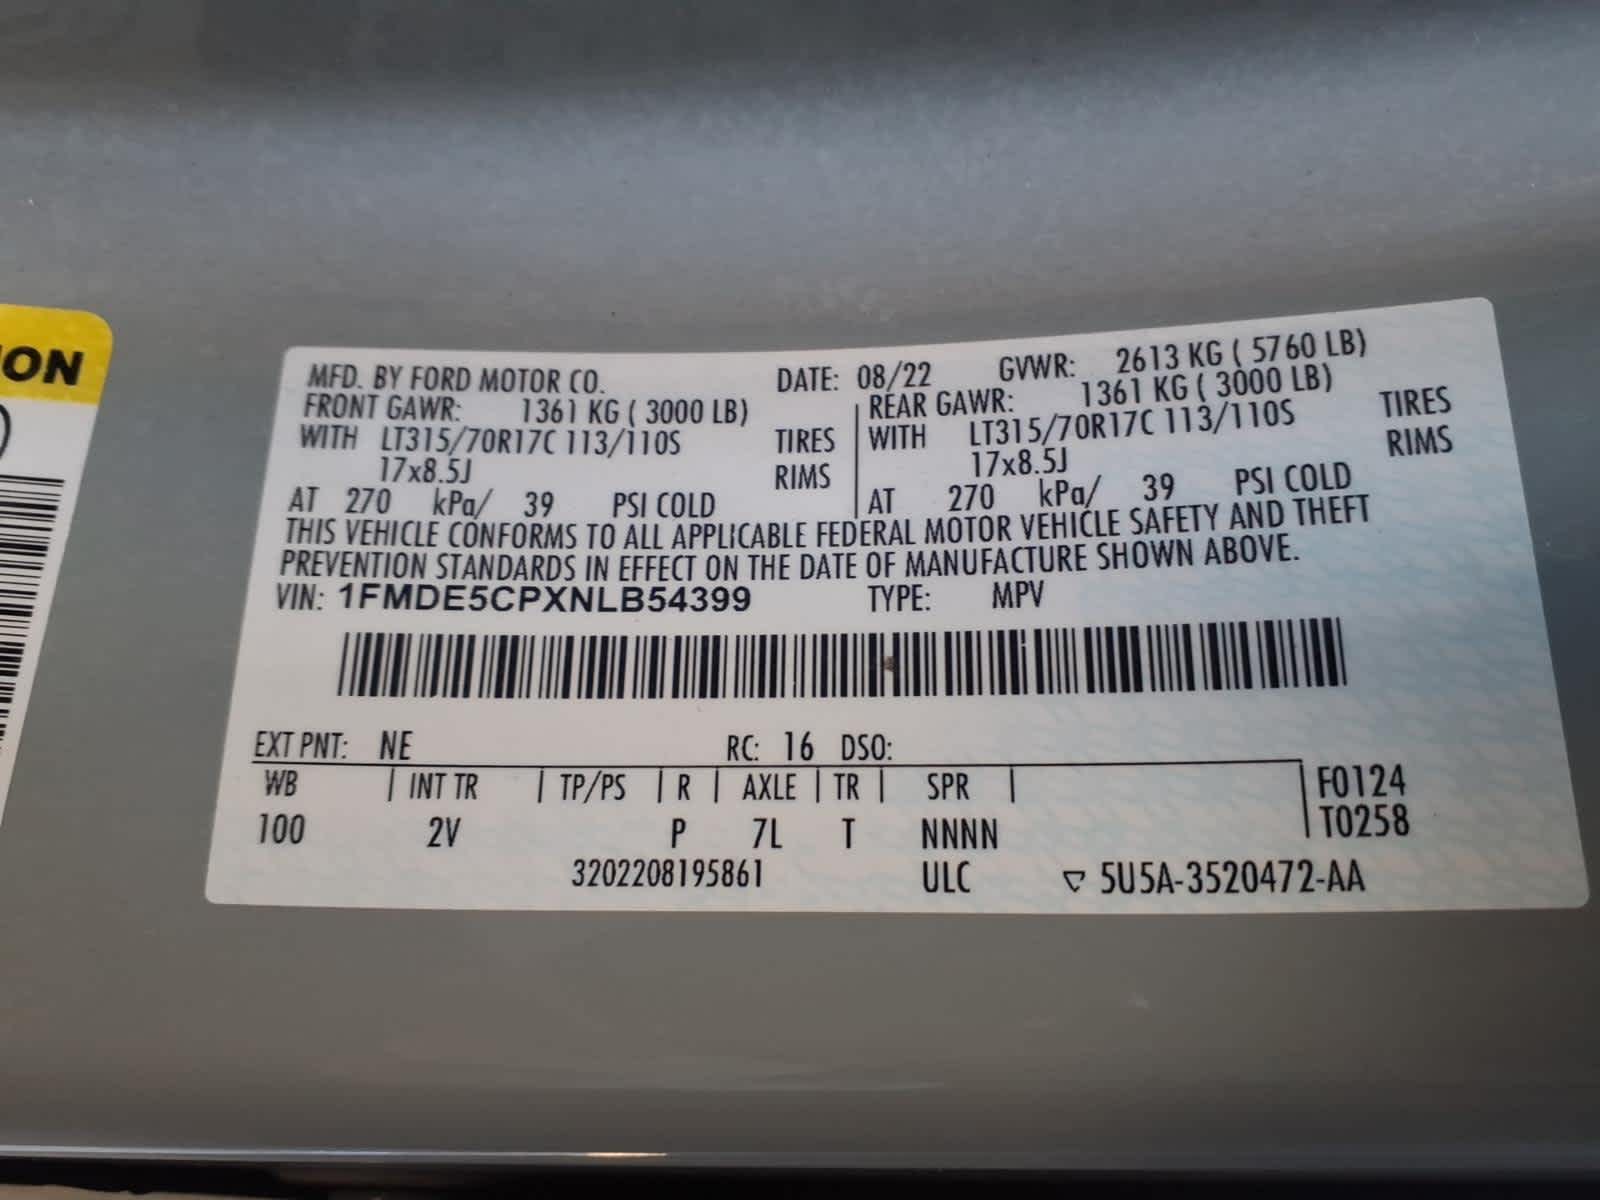 ION
MFD. BY FORD MOTOR CO. DATE: 08/22 GVWR: 2613 KG ( 5760 LB)
FRONT GAWR: 1361 KG ( 3000 LB) REAR GAWR: 1361 KG ( 3000 LB)
WITH LT315/70R17C 113/110S TIRES WITH LT315/70R17C 113/110S TIRES
17x8.5J RIMS 17x8.5J RIMS
AT 270 kPa/ 39 PSI COLD AT 270 kPa/ 39 PSI COLD
THIS VEHICLE CONFORMS TO ALL APPLICABLE FEDERAL MOTOR VEHICLE SAFETY AND THEFT
PREVENTION STANDARDS IN EFFECT ON THE DATE OF MANUFACTURE SHOWN ABOVE.
VIN: 1FMDE5CPXNLB54399 TYPE: MPV
EXT PNT: NE RC: 16 DSO:
WB INT TR TP/PS R AXLE TR SPR F0124
100 2V P 7L T NNNN T0258
3202208195861 ULC 5U5A-3520472-AA